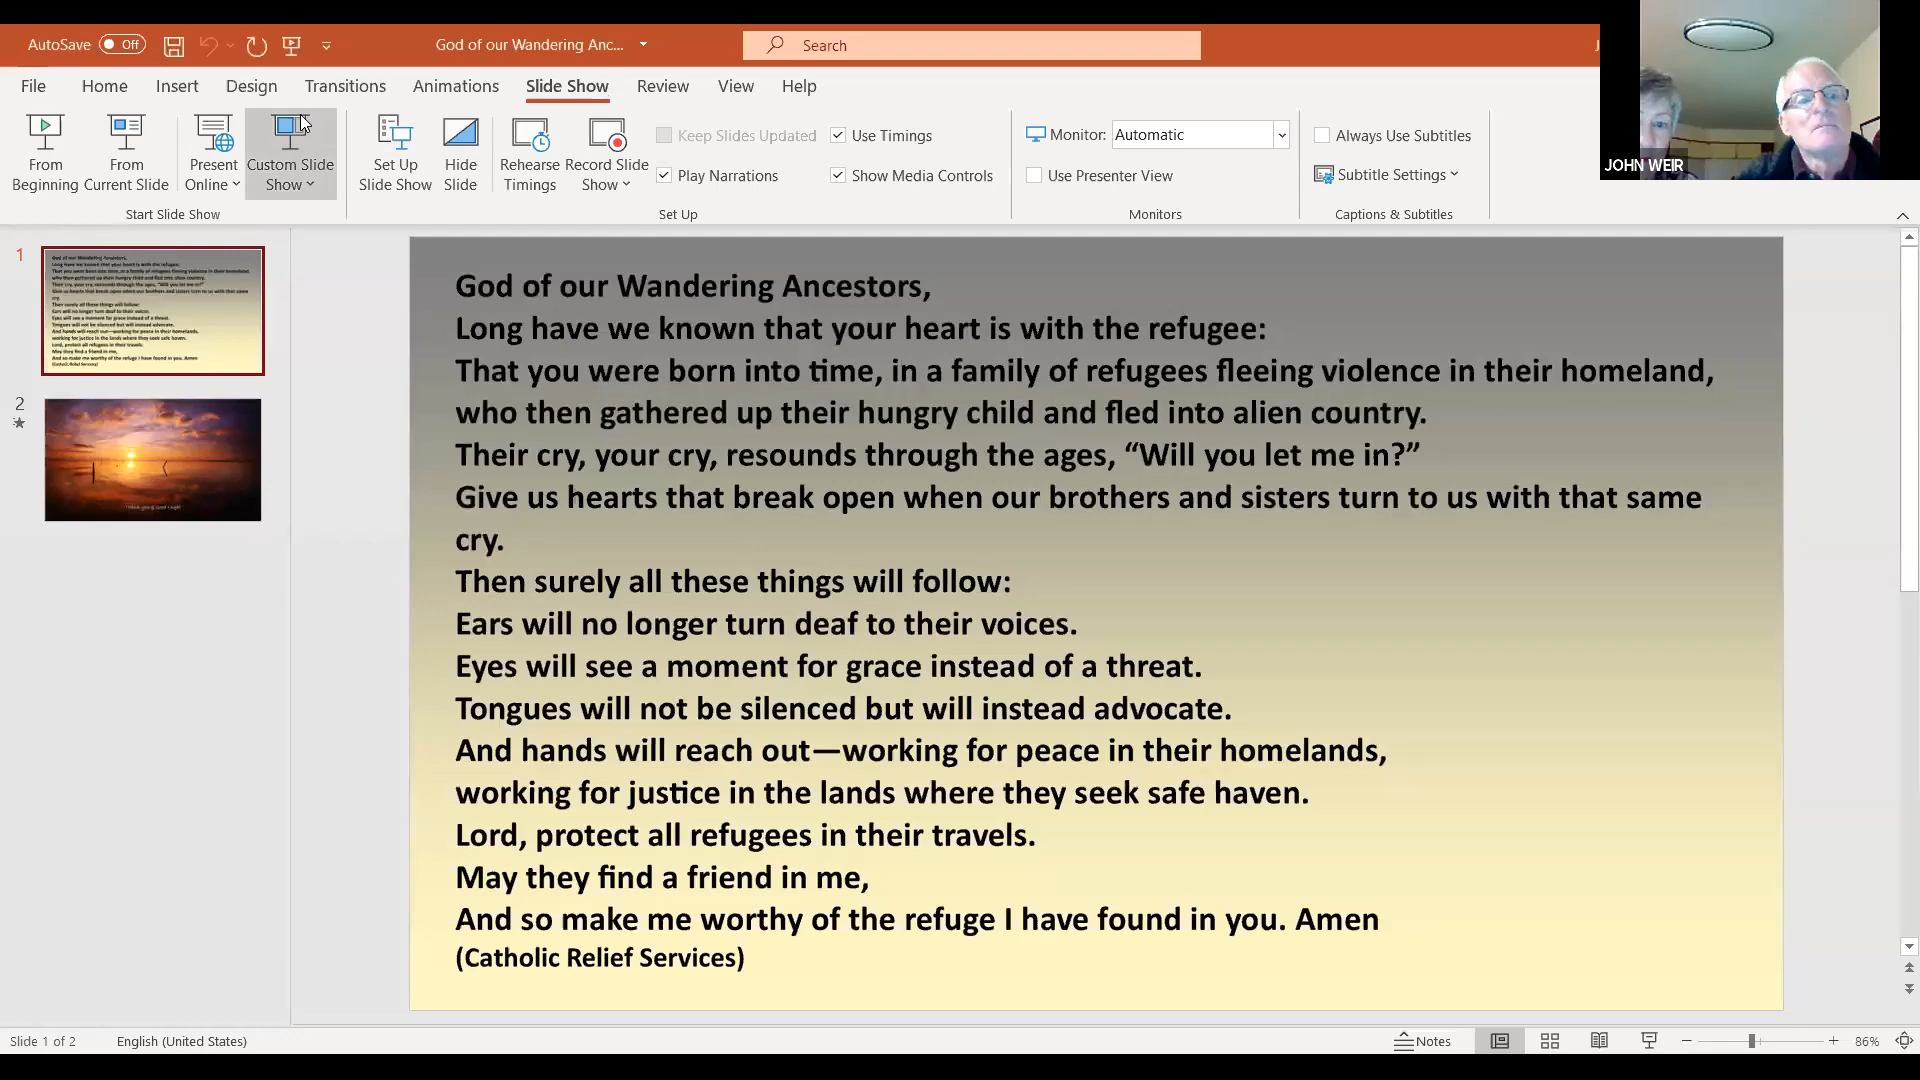 AutoSave Off
God of our Wandering Anc...
Search
File Home Insert Design Transitions Animations Slide Show Review View Help
From Beginning
From Current Slide
Present Online
Custom Slide Show
Set Up Slide Show
Hide Slide
Rehearse Timings
Record Slide Show
Keep Slides Updated
Use Timings
Play Narrations
Show Media Controls
Monitor: Automatic
Use Presenter View
Always Use Subtitles
Subtitle Settings
JOHN WEIR
Start Slide Show
Set Up
Monitors
Captions & Subtitles
1
2
God of our Wandering Ancestors,
Long have we known that your heart is with the refugee:
That you were born into time, in a family of refugees fleeing violence in their homeland,
who then gathered up their hungry child and fled into alien country.
Their cry, your cry, resounds through the ages, “Will you let me in?”
Give us hearts that break open when our brothers and sisters turn to us with that same
cry.
Then surely all these things will follow:
Ears will no longer turn deaf to their voices.
Eyes will see a moment for grace instead of a threat.
Tongues will not be silenced but will instead advocate.
And hands will reach out—working for peace in their homelands,
working for justice in the lands where they seek safe haven.
Lord, protect all refugees in their travels.
May they find a friend in me,
And so make me worthy of the refuge I have found in you. Amen
(Catholic Relief Services)
Slide 1 of 2
English (United States)
Notes
86%